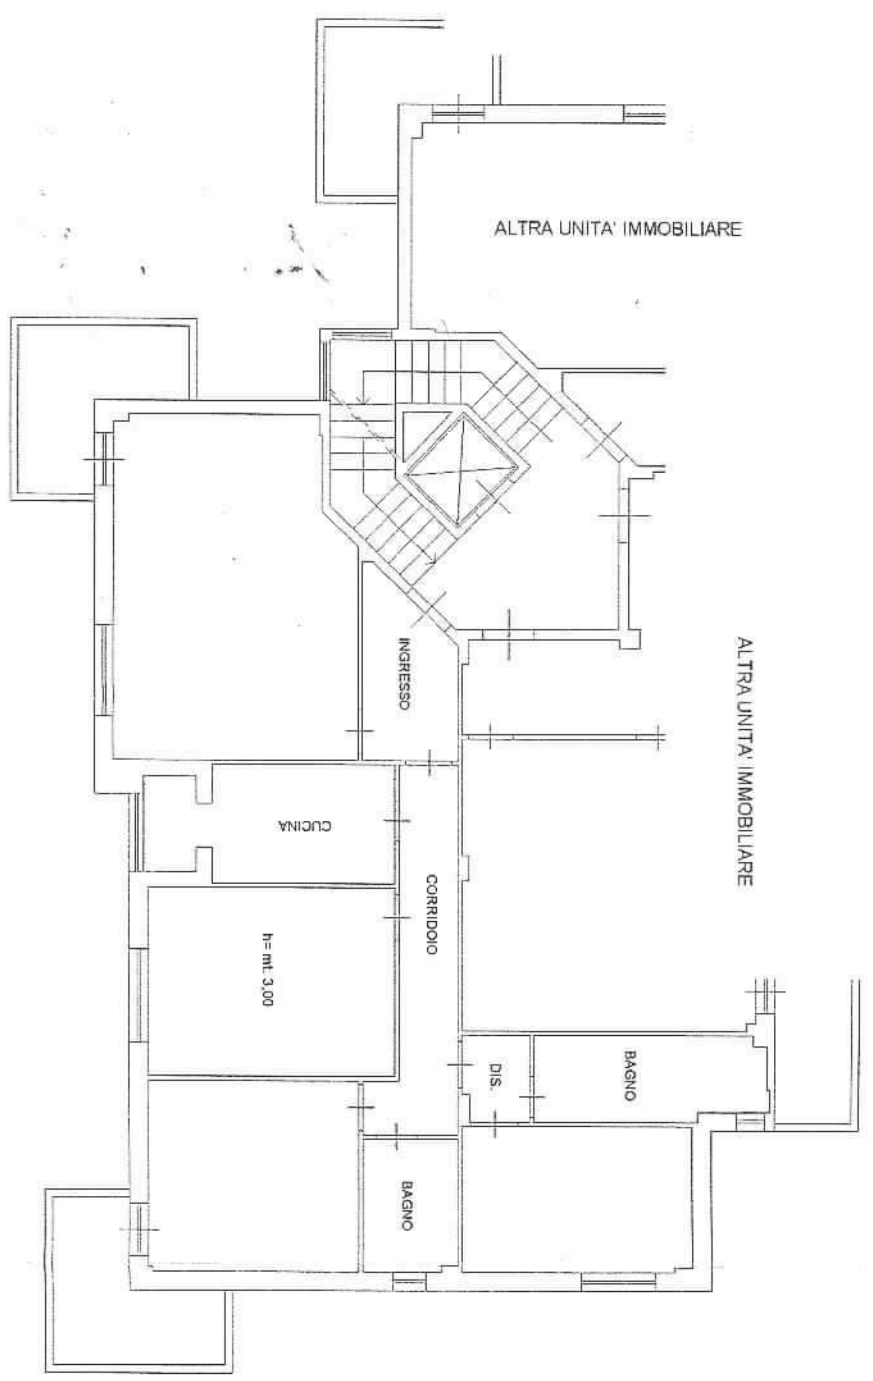 ALTRA UNITA' IMMOBILIARE
INGRESSO
ALTRA UNITA' IMMOBILIARE
CUCINA
CORRIDOIO
h= mt. 3,00
DIS.
BAGNO
BAGNO